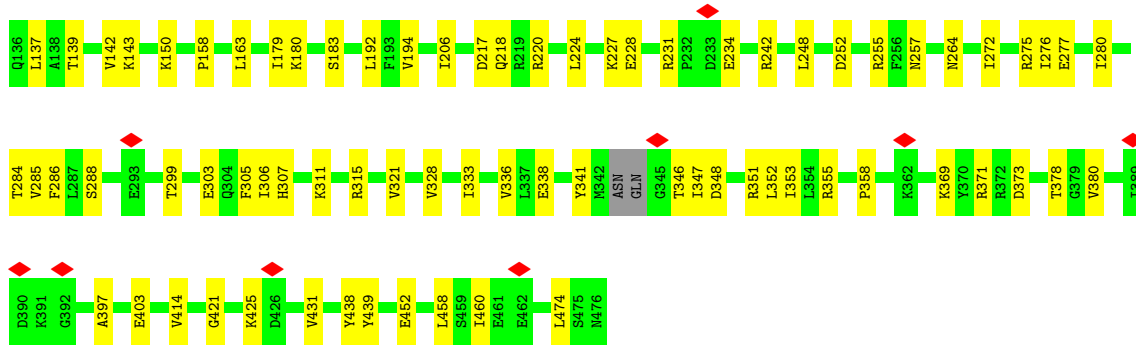 Q136 L137 A138 T139 V142 K143 K150 P158 L163 I179 K180 S183 L192 F193 V194 I206 D217 Q218 R219 R220 L224 K227 E228 R231 P232 D233 E234 R242 L248 D252 R255 F256 N257 N264 I272 R275 I276 E277 I280
T284 V285 F286 L287 S288 E293 T299 E303 Q304 F305 I306 H307 K311 R315 V321 V328 I333 V336 L337 E338 Y341 M342 ASN GLN G345 T346 I347 D348 R351 L352 I353 L354 R355 P358 K362 K369 Y370 R371 R372 D373 T378 G379 V380 I389
D390 K391 G392 A397 E403 V414 G421 K425 D426 V431 Y438 Y439 E452 L458 S459 I460 E461 E462 L474 S475 N476